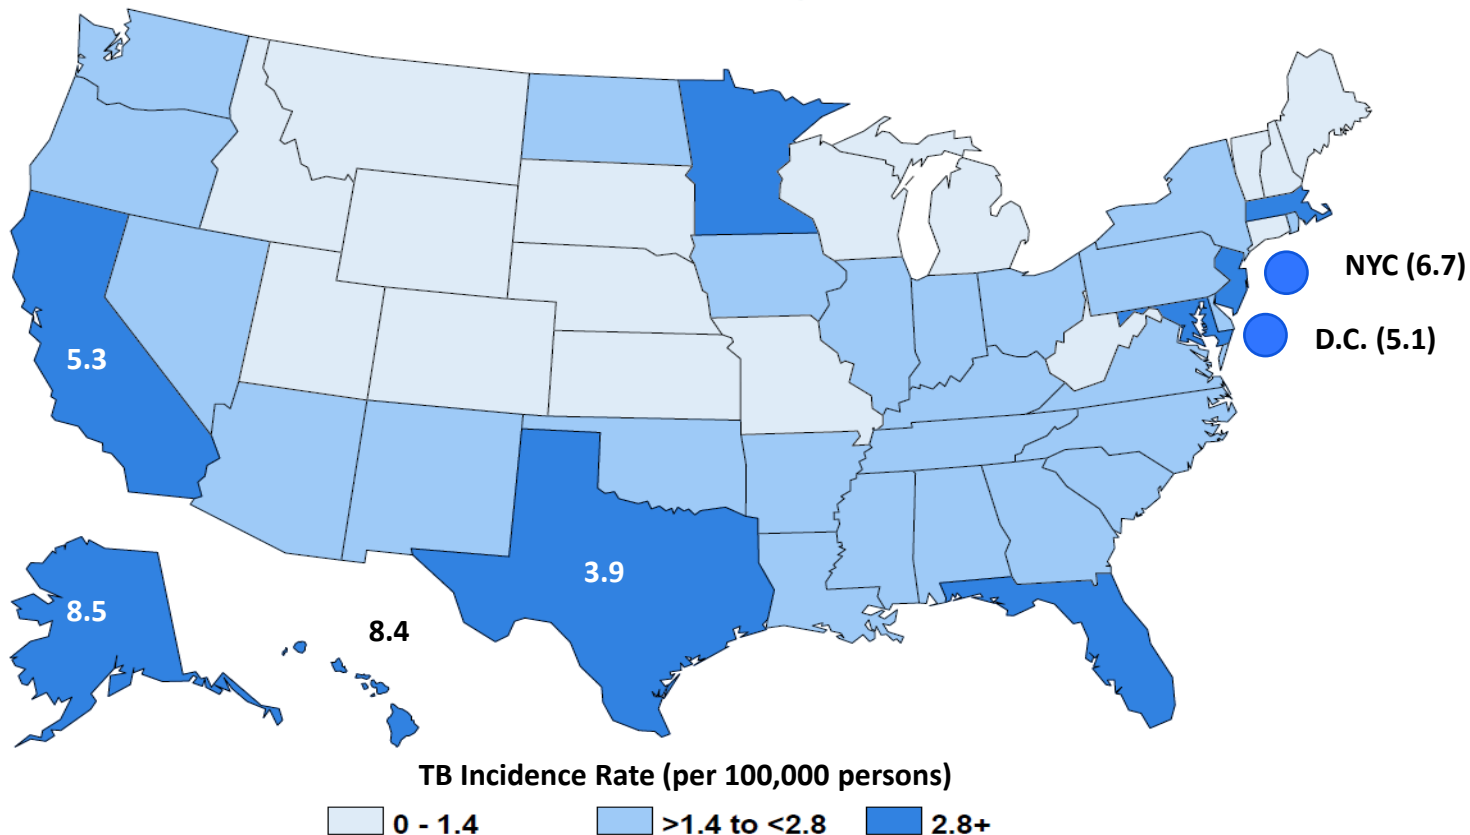 NYC (6.7)
D.C. (5.1)
5.3
3.9
8.5
8.4
TB Incidence Rate (per 100,000 persons)
0 - 1.4
>1.4 to <2.8
2.8+